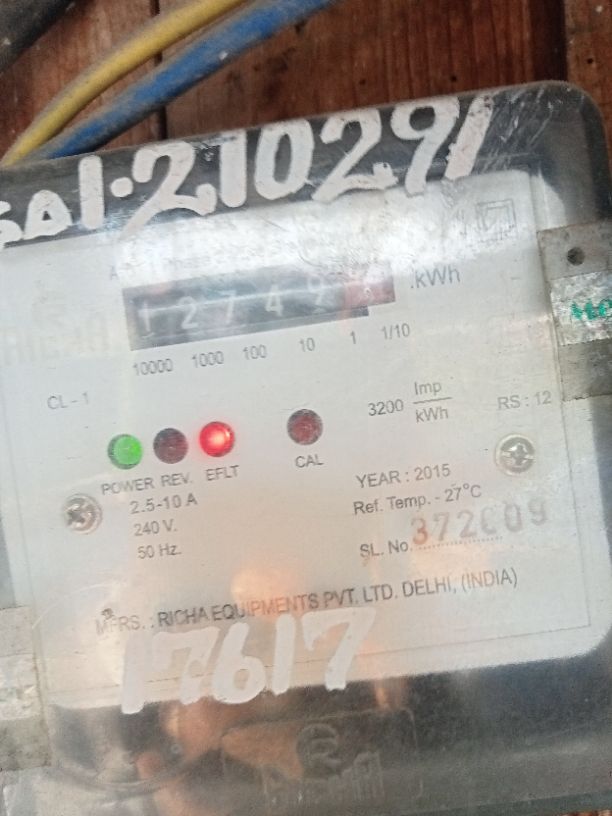 SA1.210291
.kWh
1 2 7 4 9
10000 1000 100 10 1 1/10
CL - 1
3200 Imp/kWh
RS : 12
POWER REV. EFLT
CAL
2.5-10 A
240 V.
50 Hz.
YEAR : 2015
Ref. Temp. - 27°C
SL. No. 372609
MFRS. : RICHA EQUIPMENTS PVT. LTD. DELHI, (INDIA)
17617